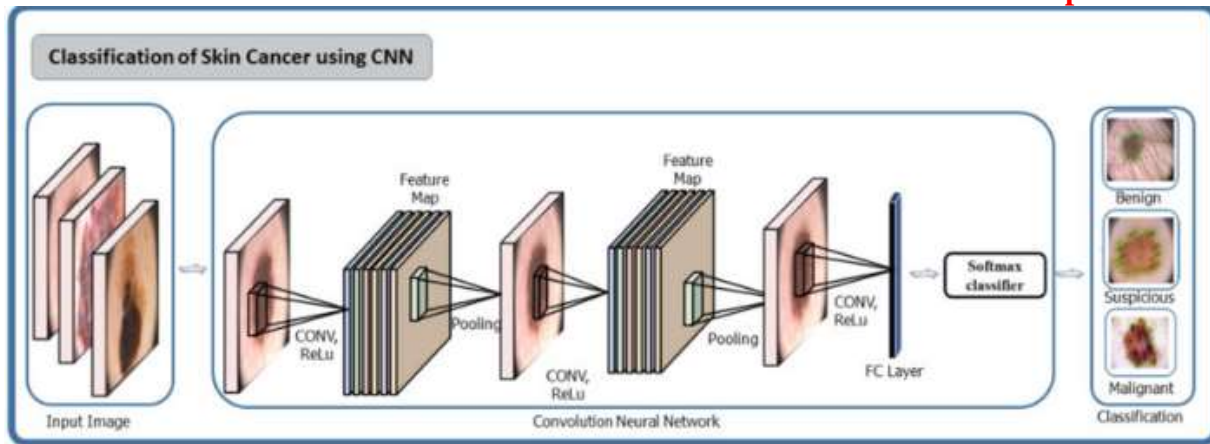 Classification of Skin Cancer using CNN
Feature
Map
CONV,
ReLu
Pooling
CONV,
ReLu
Feature
Map
Pooling
CONV,
ReLu
FC Layer
Softmax
classifier
Benign
Suspicious
Malignant
Input Image
Convolution Neural Network
Classification